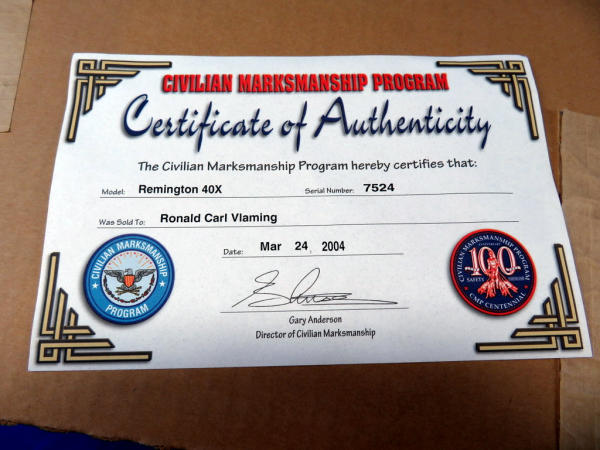 CIVILIAN MARKSMANSHIP PROGRAM
Certificate of Authenticity
The Civilian Marksmanship Program hereby certifies that:
Model: Remington 40X Serial Number: 7524
Was Sold To: Ronald Carl Vlaming
Date: Mar 24, 2004
Gary Anderson
Director of Civilian Marksmanship
CIVILIAN MARKSMANSHIP
PROGRAM
CIVILIAN MARKSMANSHIP PROGRAM
ANNIVERSARY
100
SAFETY
CMP CENTENNIAL